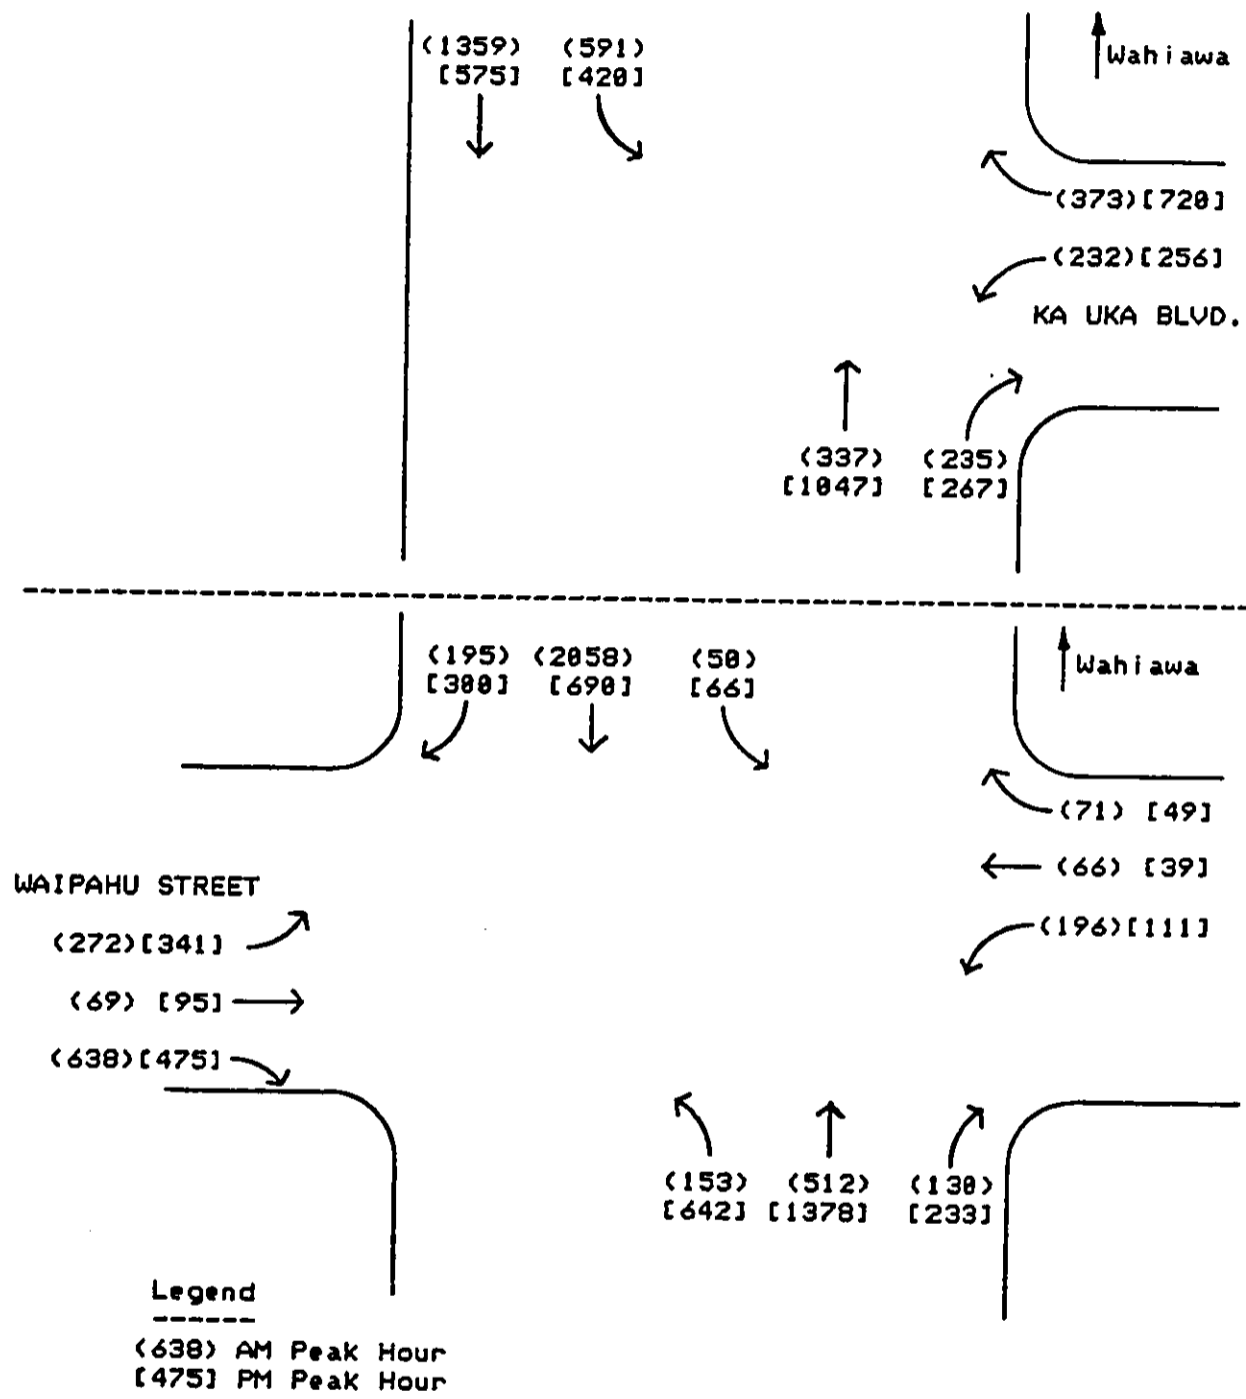 (1359) (591)
[575] [420]
Wahiawa
(373)[720]
(232)[256]
KA UKA BLVD.
(337) (235)
[1047] [267]
(195) (2058) (50)
[300] [690] [66]
Wahiawa
(71) [49]
(66) [39]
(196)[111]
WAIPAHU STREET
(272)[341]
(69) [95]
(638)[475]
(153) (512) (130)
[642] [1378] [233]
Legend
------
(638) AM Peak Hour
[475] PM Peak Hour